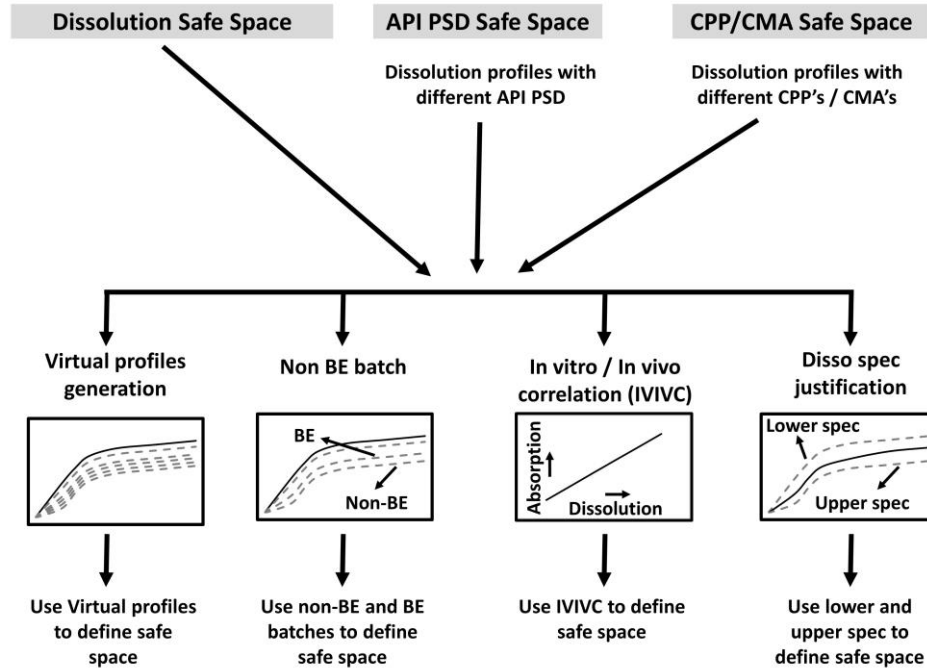 Dissolution Safe Space
API PSD Safe Space
CPP/CMA Safe Space
Dissolution profiles with
different API PSD
Dissolution profiles with
different CPP's / CMA's
Virtual profiles
generation
Non BE batch
In vitro / In vivo
correlation (IVIVC)
Disso spec
justification
BE
Non-BE
Absorption
Dissolution
Lower spec
Upper spec
Use Virtual profiles
to define safe
space
Use non-BE and BE
batches to define
safe space
Use IVIVC to define
safe space
Use lower and
upper spec to
define safe space